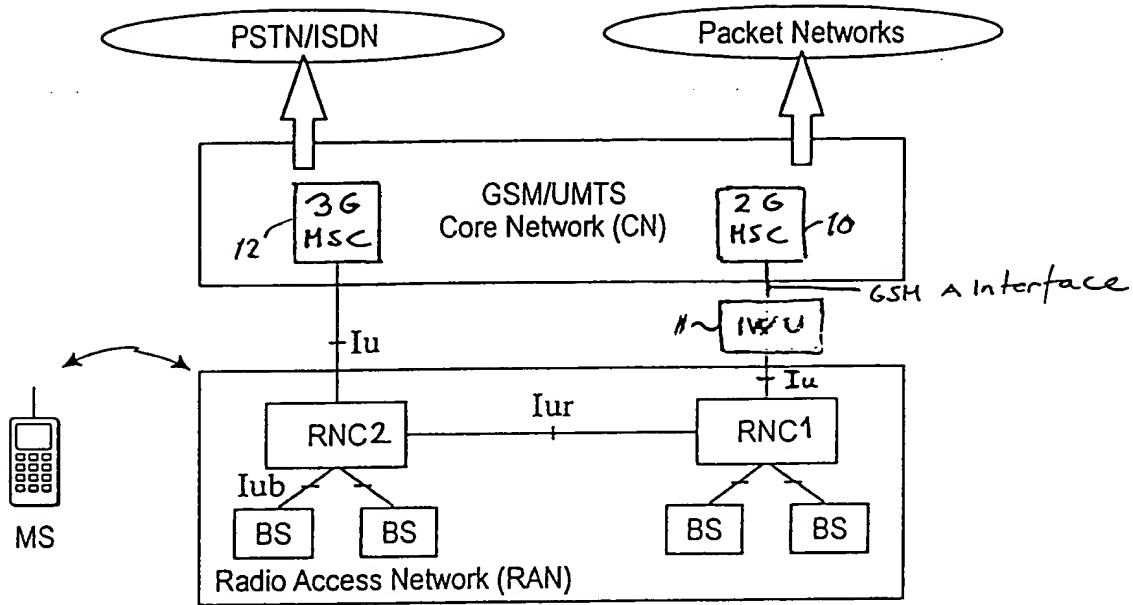 PSTN/ISDN
Packet Networks
3G
MSC
12
GSM/UMTS
Core Network (CN)
2G
MSC
10
GSM A Interface
11
IWU
Iu
Iu
RNC2
Iur
RNC1
Iub
BS
BS
BS
BS
MS
Radio Access Network (RAN)